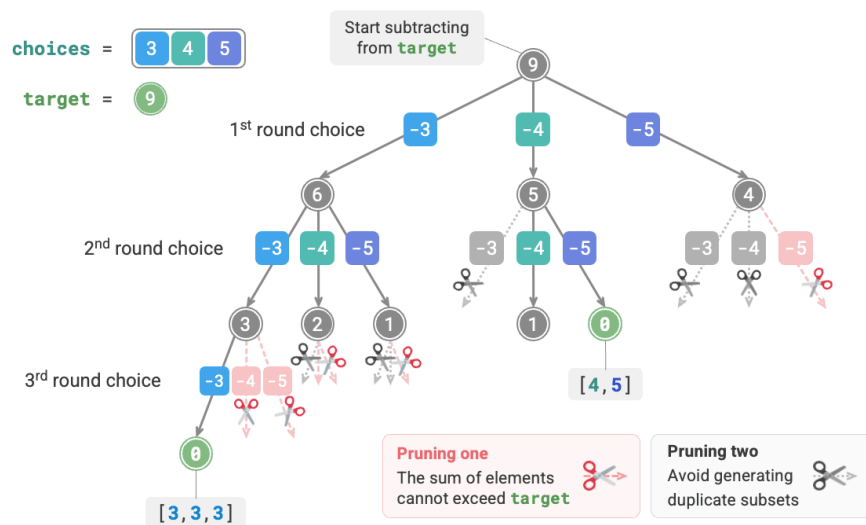 Start subtracting
from target
choices = 3 4 5
target = 9
9
1st round choice
-3 -4 -5
6 5 4
2nd round choice
-3 -4 -5 -3 -4 -5 -3 -4 -5
3 2 1 1 0
3rd round choice
-3 -4 -5
[4,5]
0
[3,3,3]
Pruning one
The sum of elements
cannot exceed target
Pruning two
Avoid generating
duplicate subsets